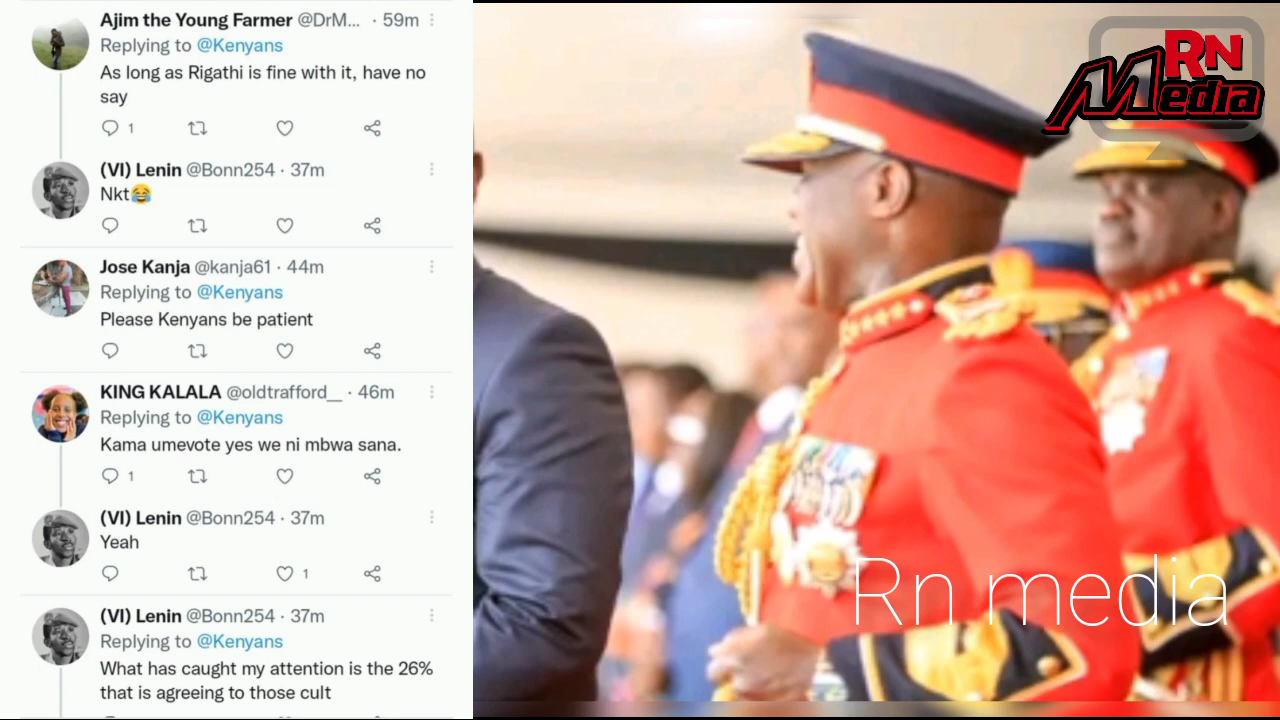 Ajim the Young Farmer @DrM... · 59m
Replying to @Kenyans
As long as Rigathi is fine with it, have no
say
1
(VI) Lenin @Bonn254 · 37m
Nkt😂
Jose Kanja @kanja61 · 44m
Replying to @Kenyans
Please Kenyans be patient
KING KALALA @oldtrafford__ · 46m
Replying to @Kenyans
Kama umevote yes we ni mbwa sana.
1
(VI) Lenin @Bonn254 · 37m
Yeah
1
(VI) Lenin @Bonn254 · 37m
Replying to @Kenyans
What has caught my attention is the 26%
that is agreeing to those cult
RN
Media
Rn media